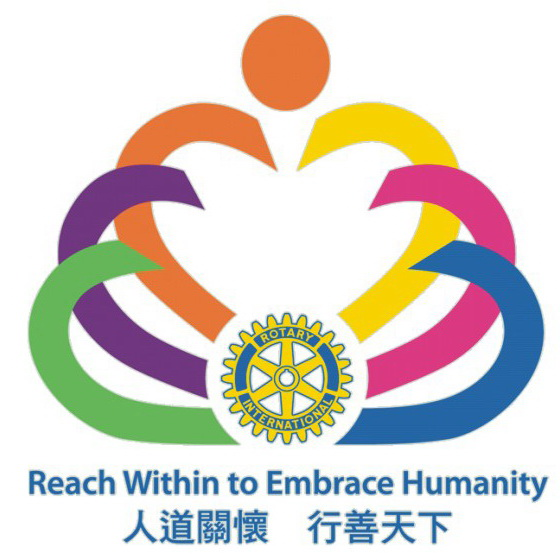 ROTARY
INTERNATIONAL
Reach Within to Embrace Humanity
人道關懷 行善天下